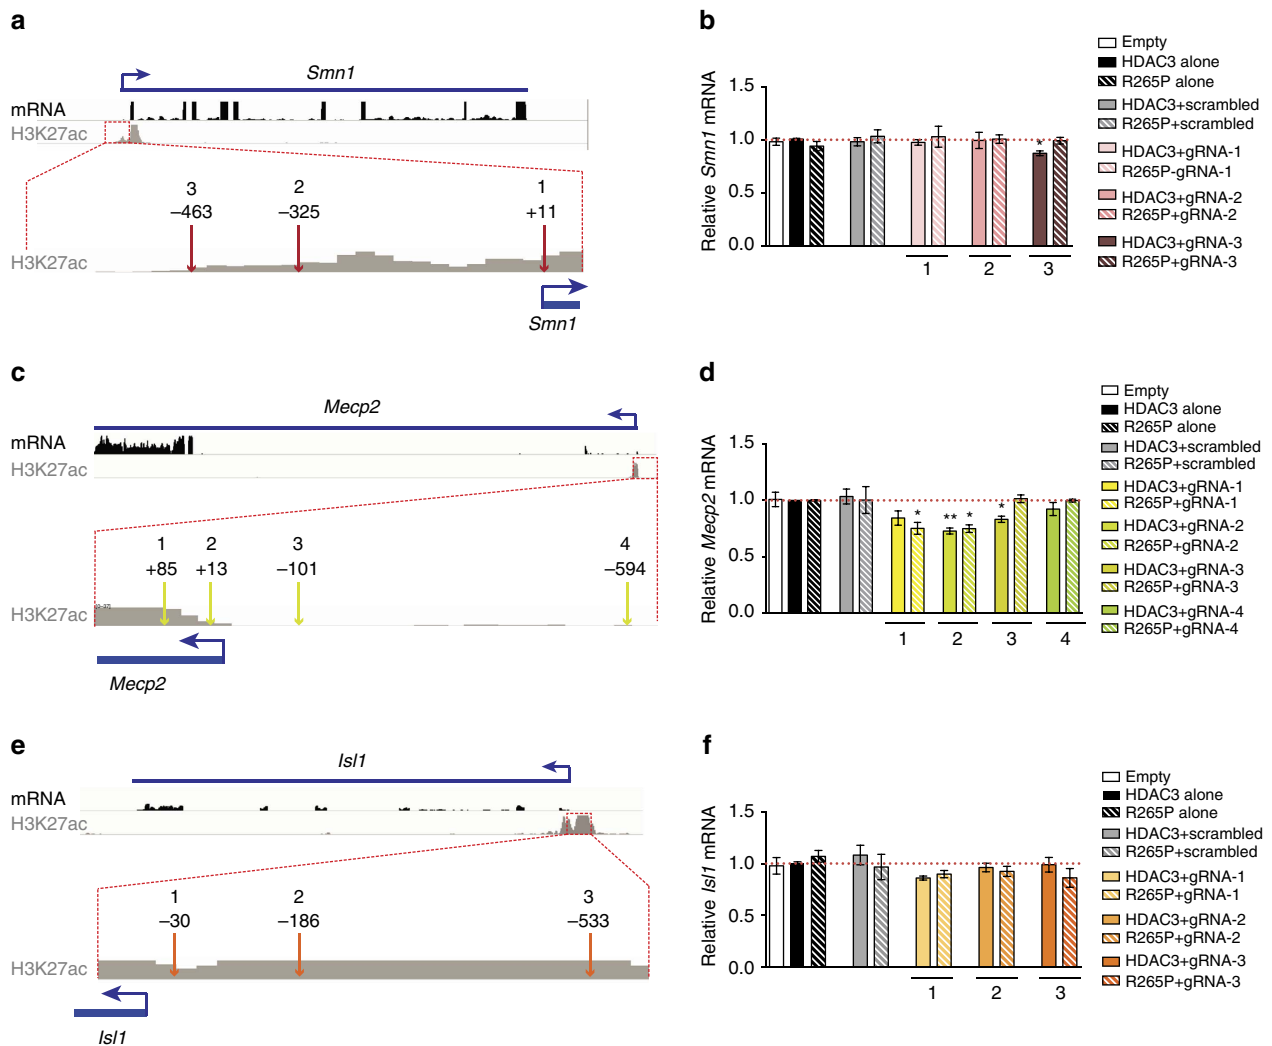 a
Smn1
mRNA
H3K27ac
3
2
1
–463
–325
+11
H3K27ac
Smn1
b
Relative Smn1 mRNA
1.5
1.0
0.5
0.0
*
1
2
3
Empty
HDAC3 alone
R265P alone
HDAC3+scrambled
R265P+scrambled
HDAC3+gRNA-1
R265P-gRNA-1
HDAC3+gRNA-2
R265P+gRNA-2
HDAC3+gRNA-3
R265P+gRNA-3
c
Mecp2
mRNA
H3K27ac
1
2
3
4
+85
+13
–101
–594
H3K27ac
Mecp2
d
Relative Mecp2 mRNA
1.5
1.0
0.5
0.0
*
**
*
*
1
2
3
4
Empty
HDAC3 alone
R265P alone
HDAC3+scrambled
R265P+scrambled
HDAC3+gRNA-1
R265P+gRNA-1
HDAC3+gRNA-2
R265P+gRNA-2
HDAC3+gRNA-3
R265P+gRNA-3
HDAC3+gRNA-4
R265P+gRNA-4
e
Isl1
mRNA
H3K27ac
1
2
3
–30
–186
–533
H3K27ac
Isl1
f
Relative Isl1 mRNA
1.5
1.0
0.5
0.0
1
2
3
Empty
HDAC3 alone
R265P alone
HDAC3+scrambled
R265P+scrambled
HDAC3+gRNA-1
R265P+gRNA-1
HDAC3+gRNA-2
R265P+gRNA-2
HDAC3+gRNA-3
R265P+gRNA-3